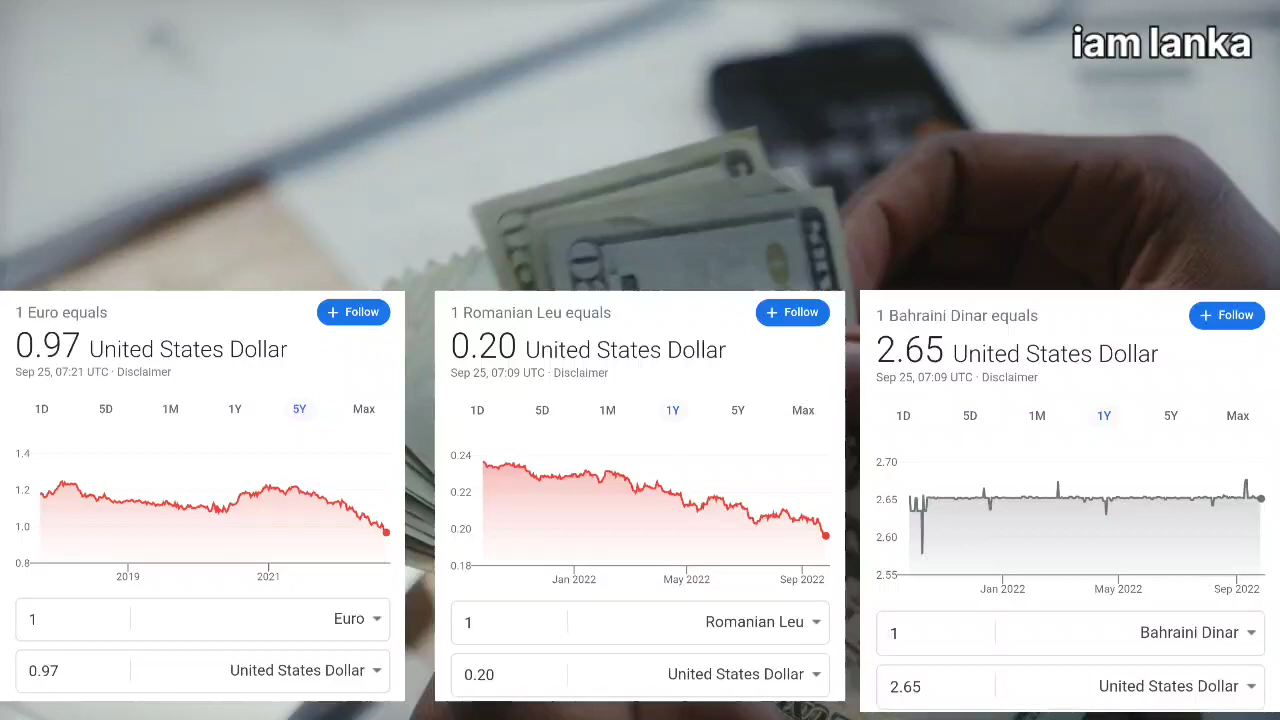 iam lanka
1 Euro equals
+ Follow
0.97 United States Dollar
Sep 25, 07:21 UTC · Disclaimer
1D 5D 1M 1Y 5Y Max
1.4
1.2
1.0
0.8
2019 2021
1 Euro
0.97 United States Dollar
1 Romanian Leu equals
+ Follow
0.20 United States Dollar
Sep 25, 07:09 UTC · Disclaimer
1D 5D 1M 1Y 5Y Max
0.24
0.22
0.20
0.18
Jan 2022 May 2022 Sep 2022
1 Romanian Leu
0.20 United States Dollar
1 Bahraini Dinar equals
+ Follow
2.65 United States Dollar
Sep 25, 07:09 UTC · Disclaimer
1D 5D 1M 1Y 5Y Max
2.70
2.65
2.60
2.55
Jan 2022 May 2022 Sep 2022
1 Bahraini Dinar
2.65 United States Dollar